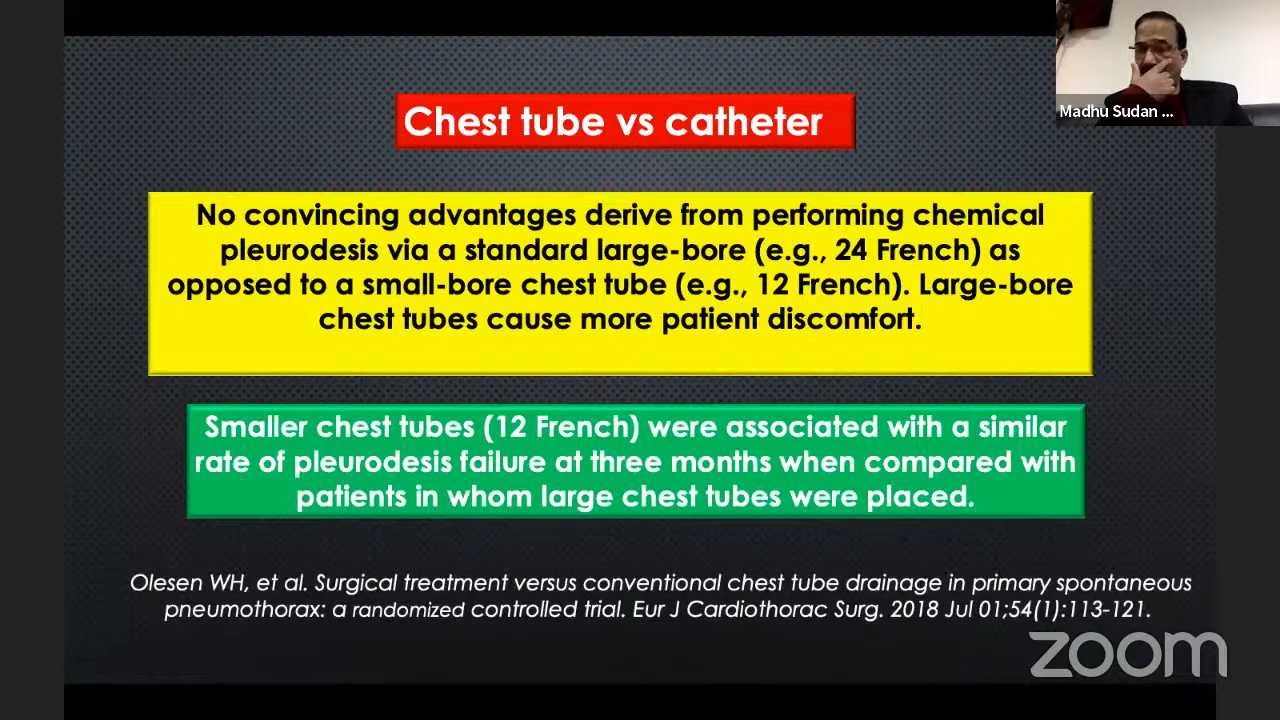 Madhu Sudan ...
Chest tube vs catheter
No convincing advantages derive from performing chemical
pleurodesis via a standard large-bore (e.g., 24 French) as
opposed to a small-bore chest tube (e.g., 12 French). Large-bore
chest tubes cause more patient discomfort.
Smaller chest tubes (12 French) were associated with a similar
rate of pleurodesis failure at three months when compared with
patients in whom large chest tubes were placed.
Olesen WH, et al. Surgical treatment versus conventional chest tube drainage in primary spontaneous
pneumothorax: a randomized controlled trial. Eur J Cardiothorac Surg. 2018 Jul 01;54(1):113-121.
zoom